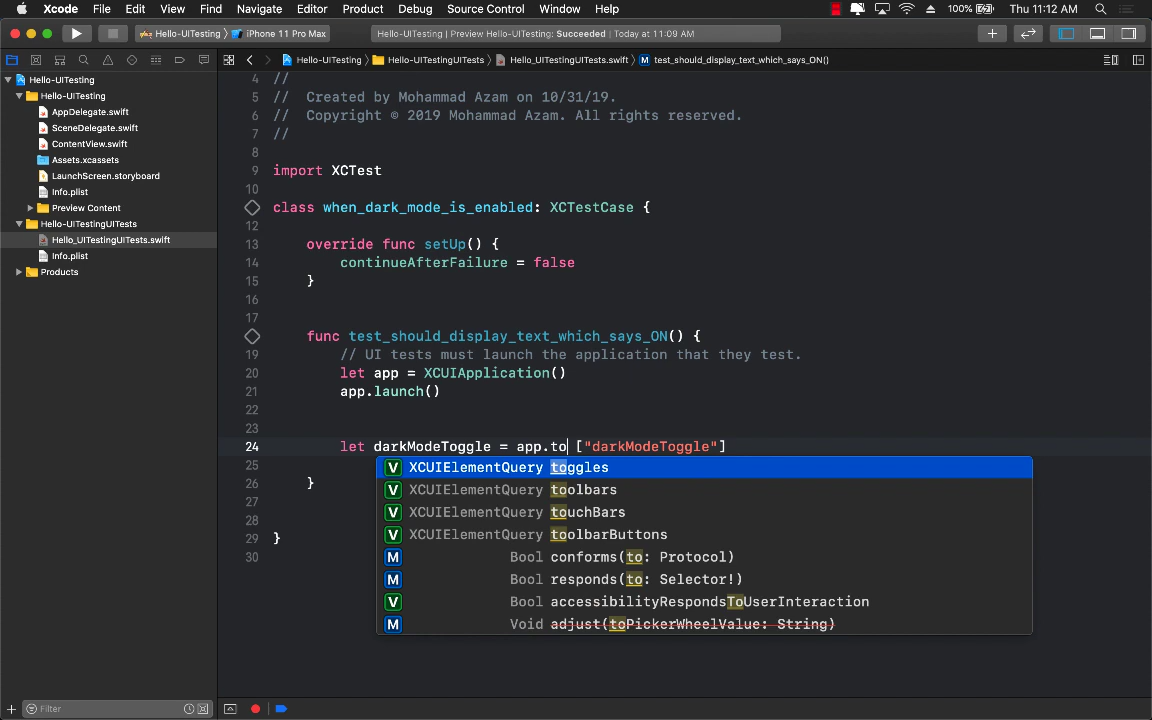 Xcode File Edit View Find Navigate Editor Product Debug Source Control Window Help 100% Thu 11:12 AM
Hello-UITesting iPhone 11 Pro Max Hello-UITesting | Preview Hello-UITesting: Succeeded | Today at 11:09 AM
Hello-UITesting Hello-UITestingUITests Hello_UITestingUITests.swift M test_should_display_text_which_says_ON()
Hello-UITesting
Hello-UITesting
AppDelegate.swift
SceneDelegate.swift
ContentView.swift
Assets.xcassets
LaunchScreen.storyboard
Info.plist
Preview Content
Hello-UITestingUITests
Hello_UITestingUITests.swift
Info.plist
Products
Filter
4 //
5 // Created by Mohammad Azam on 10/31/19.
6 // Copyright © 2019 Mohammad Azam. All rights reserved.
7 //
8
9 import XCTest
10
class when_dark_mode_is_enabled: XCTestCase {
12
13 override func setUp() {
14 continueAfterFailure = false
15 }
16
17
func test_should_display_text_which_says_ON() {
19 // UI tests must launch the application that they test.
20 let app = XCUIApplication()
21 app.launch()
22
23
24 let darkModeToggle = app.to ["darkModeToggle"]
25
26 }
27
28
29 }
30
V XCUIElementQuery toggles
V XCUIElementQuery toolbars
V XCUIElementQuery touchBars
V XCUIElementQuery toolbarButtons
M Bool conforms(to: Protocol)
M Bool responds(to: Selector!)
V Bool accessibilityRespondsToUserInteraction
M Void adjust(toPickerWheelValue: String)